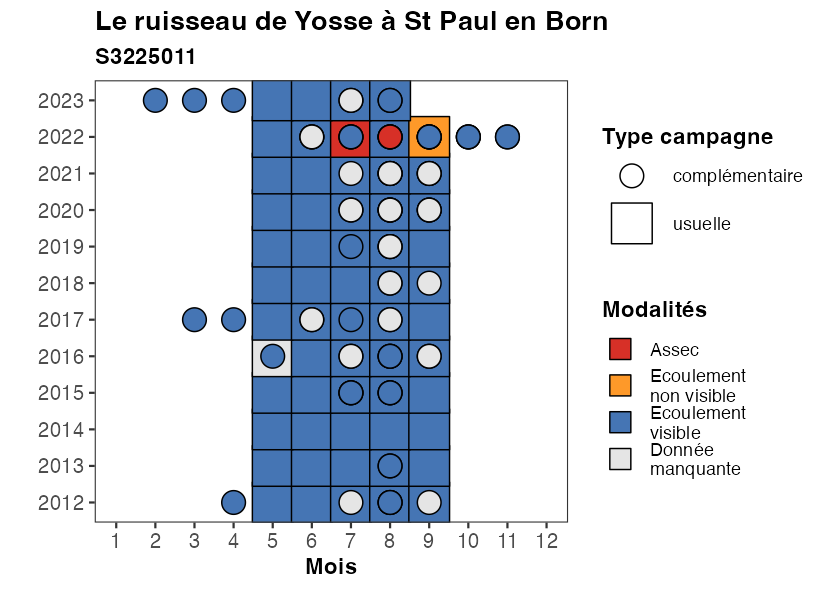 Le ruisseau de Yosse à St Paul en Born
S3225011
2023
2022
2021
2020
2019
2018
2017
2016
2015
2014
2013
2012
1 2 3 4 5 6 7 8 9 10 11 12
Mois
Type campagne
complémentaire
usuelle
Modalités
Assec
Ecoulement
non visible
Ecoulement
visible
Donnée
manquante